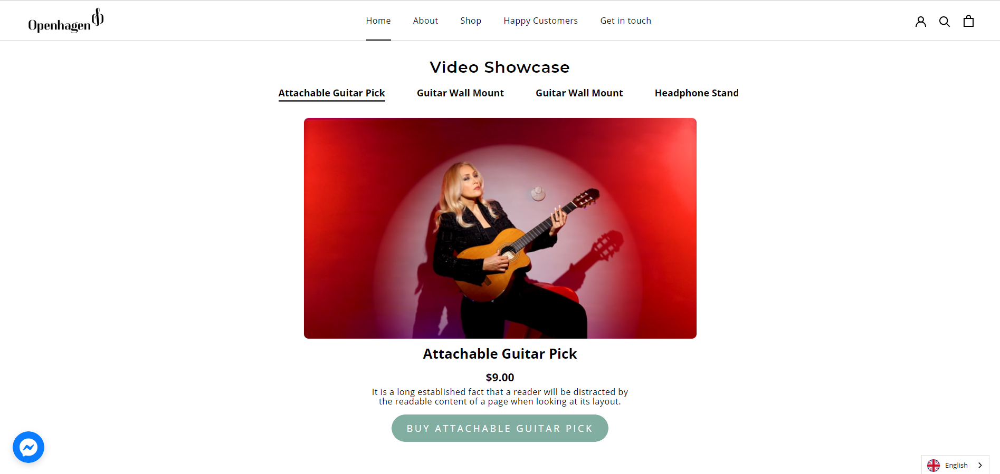 Openhagen
Home About Shop Happy Customers Get in touch
Video Showcase
Attachable Guitar Pick Guitar Wall Mount Guitar Wall Mount Headphone Stand
Attachable Guitar Pick
$9.00
It is a long established fact that a reader will be distracted by
the readable content of a page when looking at its layout.
BUY ATTACHABLE GUITAR PICK
English